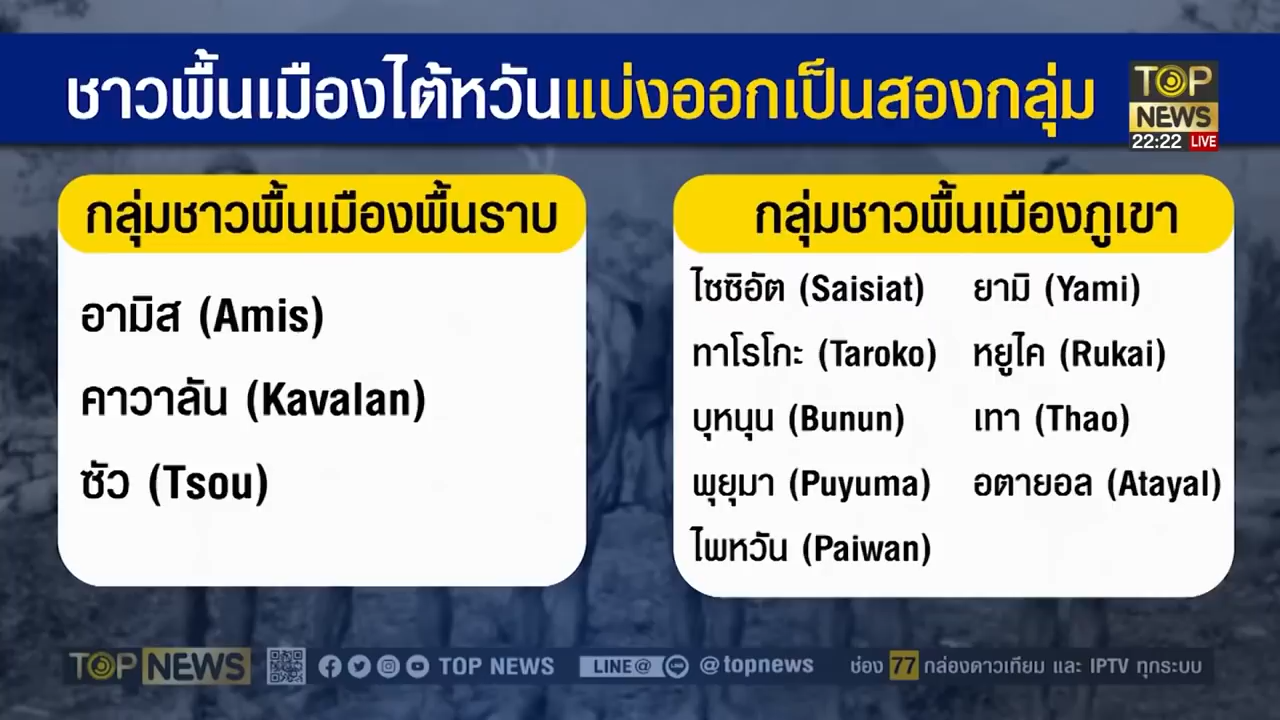 ชาวพื้นเมืองไต้หวันแบ่งออกเป็นสองกลุ่ม
TOP
NEWS
22:22 LIVE
กลุ่มชาวพื้นเมืองพื้นราบ
อามิส (Amis)
คาวาลัน (Kavalan)
ซัว (Tsou)
กลุ่มชาวพื้นเมืองภูเขา
ไซซิอัต (Saisiat)
ทาโรโกะ (Taroko)
บุหนุน (Bunun)
พุยุมา (Puyuma)
ไพหวัน (Paiwan)
ยามิ (Yami)
หยูไค (Rukai)
เทา (Thao)
อตายอล (Atayal)
TOP NEWS TOP NEWS LINE@ @topnews ช่อง 77 กล่องดาวเทียม และ IPTV ทุกระบบ